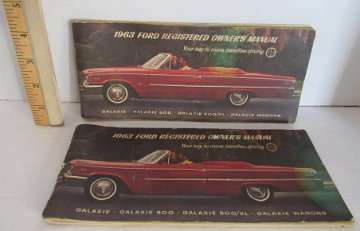 1963 FORD REGISTERED OWNER'S MANUAL
Your key to more carefree driving
GALAXIE · GALAXIE 500 · GALAXIE 500/XL · GALAXIE WAGONS
1963 FORD REGISTERED OWNER'S MANUAL
Your key to more carefree driving
GALAXIE · GALAXIE 500 · GALAXIE 500/XL · GALAXIE WAGONS